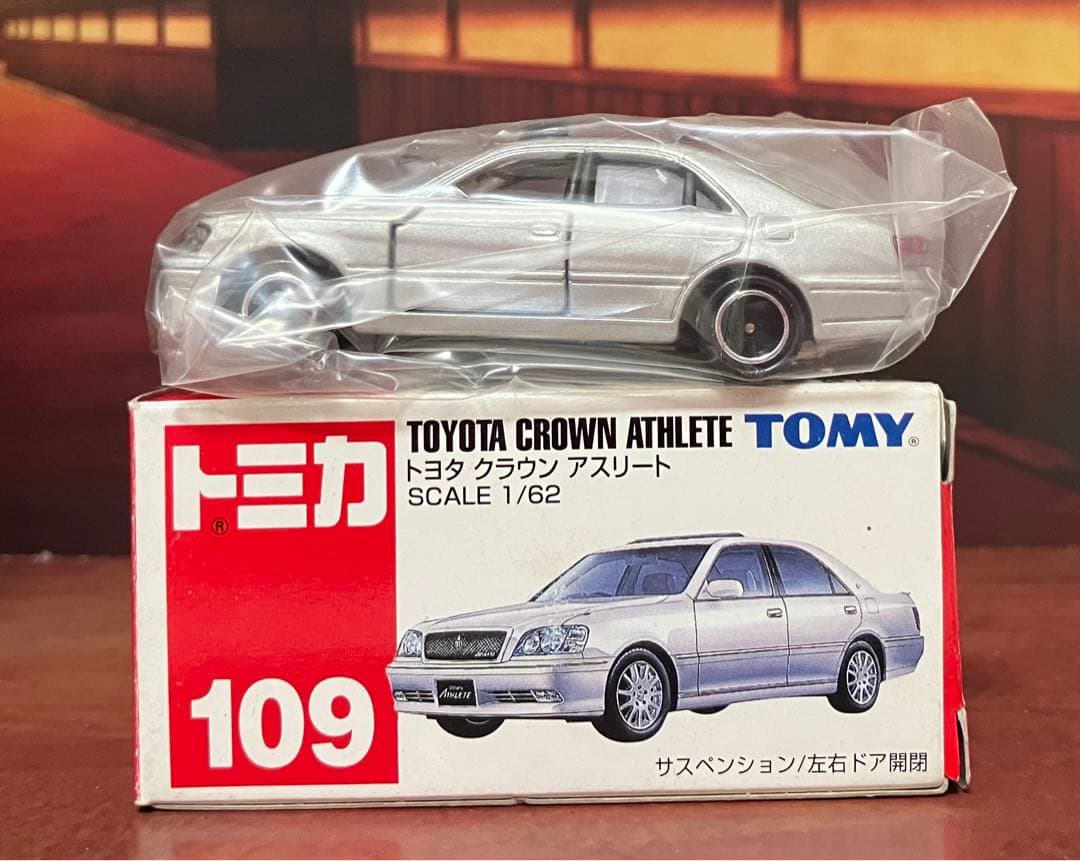 トミカ®
109
TOYOTA CROWN ATHLETE TOMY®
トヨタ クラウン アスリート
SCALE 1/62
ATHLETE
サスペンション/左右ドア開閉